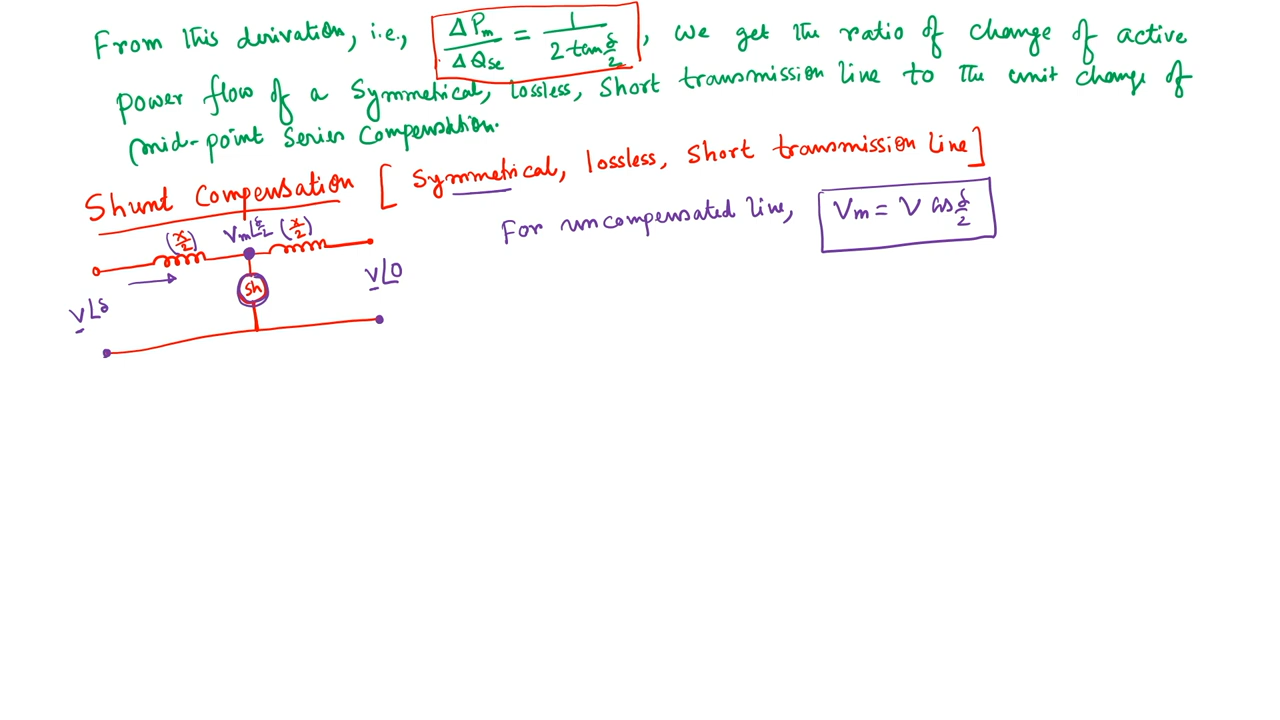 From this derivation, i.e., ΔPm/ΔQse = 1/(2 tan δ/2), we get the ratio of change of active
power flow of a symmetrical, lossless, short transmission line to the unit change of
mid-point series compensation.
Shunt Compensation [Symmetrical, lossless, short transmission line]
For uncompensated line, Vm = V cos δ/2
(x/2) Vm∠δ/2 (x/2)
V∠δ
Sh
V∠0